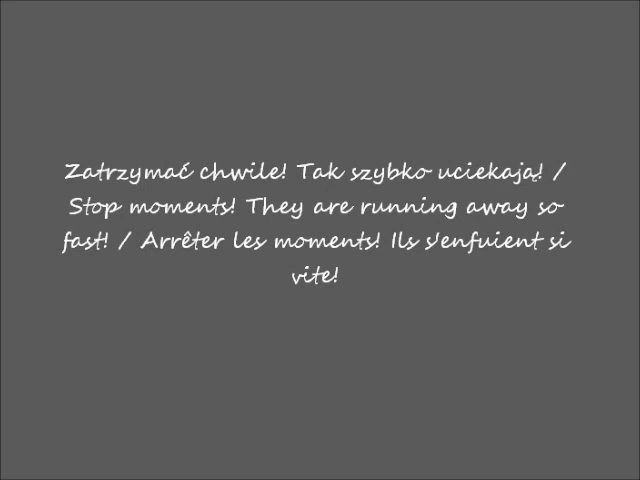 Zatrzymać chwile! Tak szybko uciekają! /
Stop moments! They are running away so
fast! / Arrêter les moments! Ils s'enfuient si
vite!